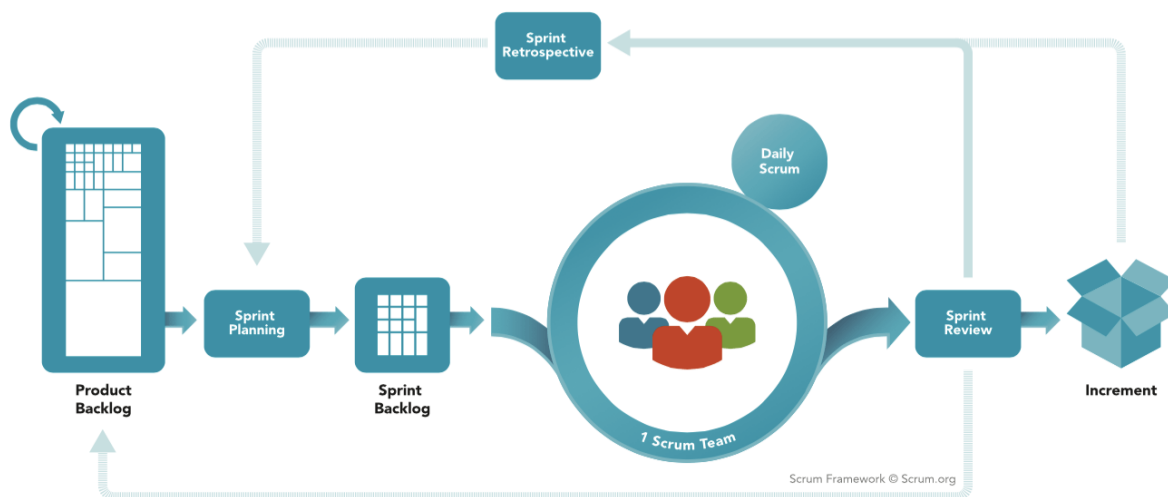 Sprint
Retrospective
Daily
Scrum
Sprint
Planning
Sprint
Review
Product
Backlog
Sprint
Backlog
Increment
1 Scrum Team
Scrum Framework © Scrum.org